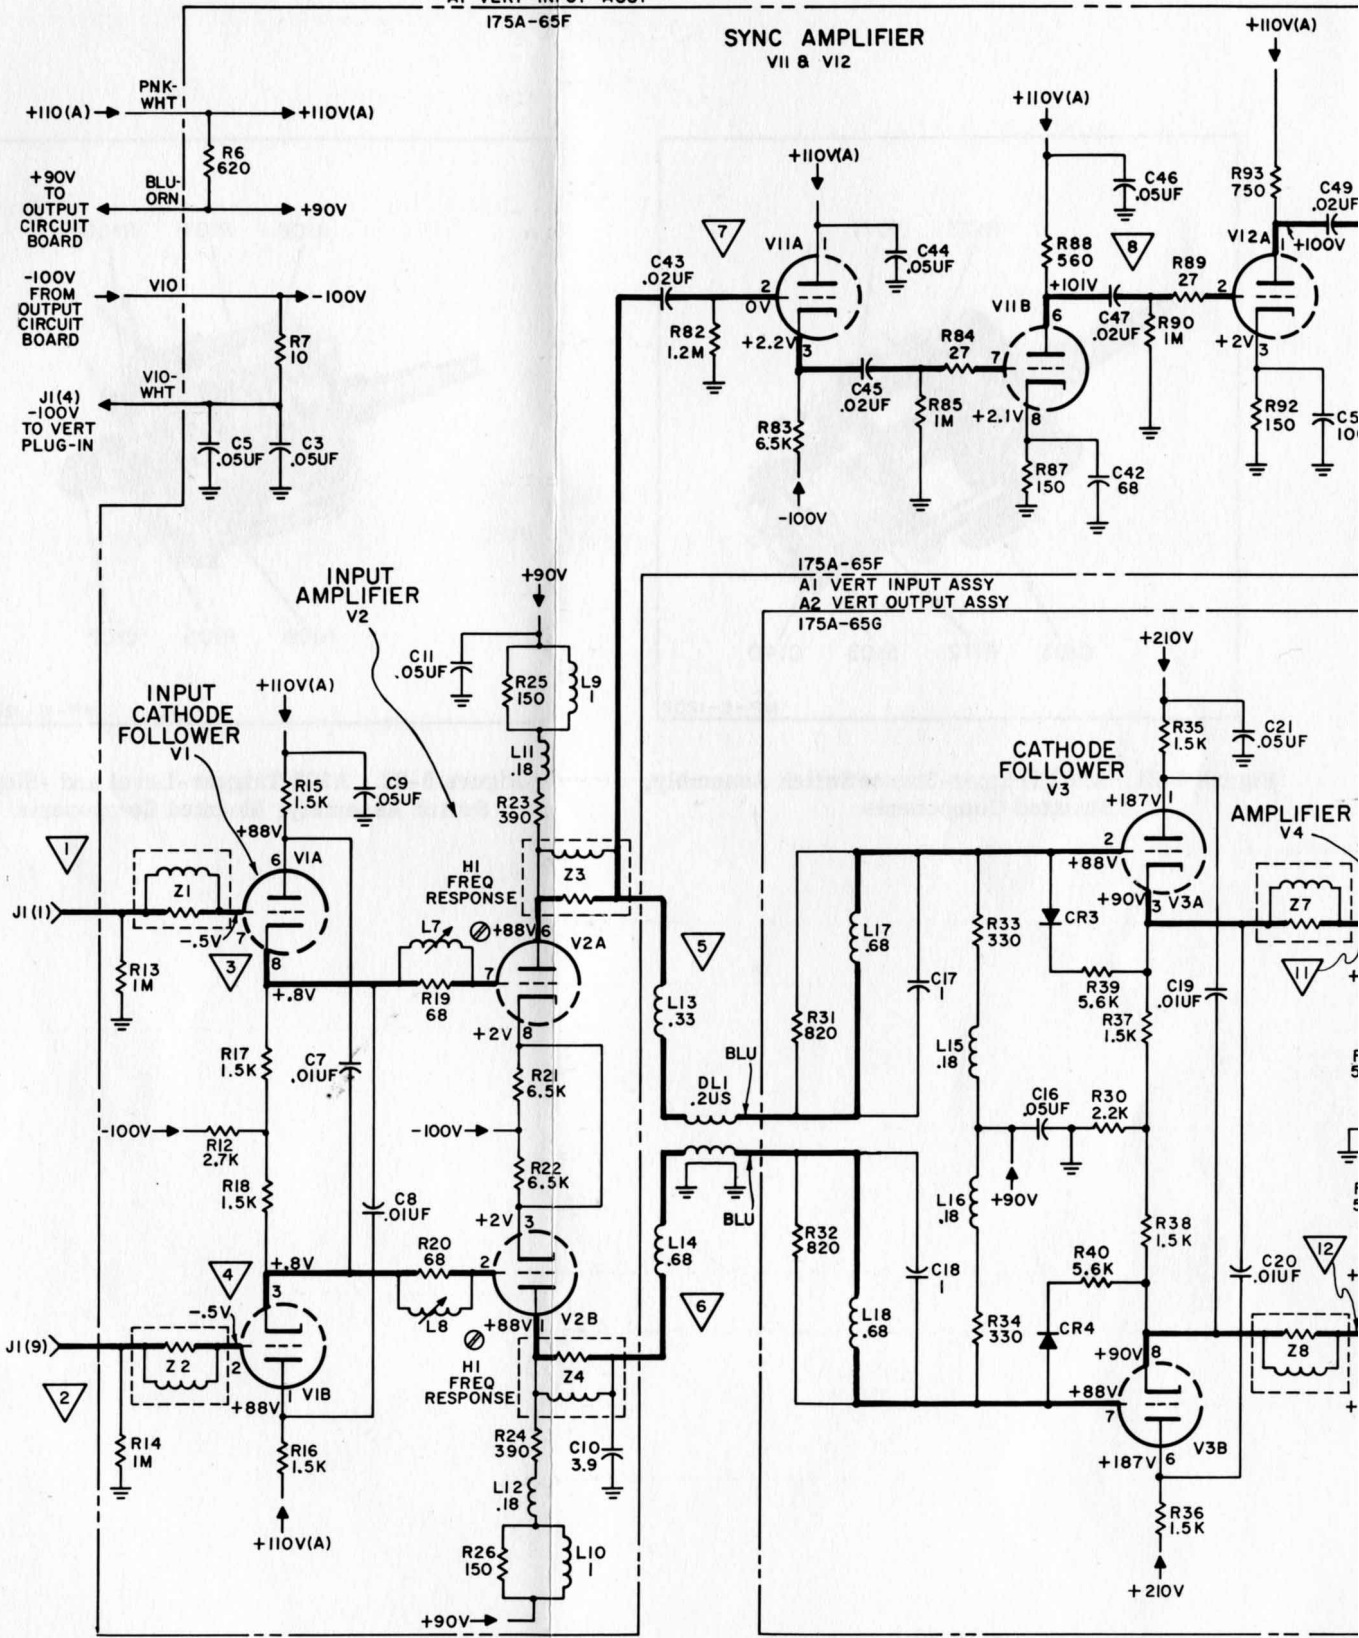 175A-65F
SYNC AMPLIFIER
V11 & V12
+110V(A)
PNK-
WHT
+110(A)
+110V(A)
R6
620
+90V
TO
OUTPUT
CIRCUIT
BOARD
BLU-
ORN
+90V
-100V
FROM
OUTPUT
CIRCUIT
BOARD
VIO
-100V
R7
10
VIO-
WHT
J1(4)
-100V
TO VERT
PLUG-IN
C5
.05UF
C3
.05UF
+110V(A)
+110V(A)
C46
.05UF
R93
750
C49
.02UF
7
V11A
1
C44
.05UF
R88
560
8
V12A
1
+100V
C43
.02UF
2
0V
R82
1.2M
+2.2V
3
+101V
V11B
6
C47
.02UF
R89
27
2
R90
1M
+2V
3
R84
27
7
C45
.02UF
R85
1M
+2.1V
8
R83
6.5K
-100V
R87
150
C42
68
R92
150
175A-65F
A1 VERT INPUT ASSY
A2 VERT OUTPUT ASSY
175A-65G
INPUT
AMPLIFIER
V2
+90V
C11
.05UF
R25
150
L9
1
L11
.18
R23
390
INPUT
CATHODE
FOLLOWER
V1
+110V(A)
R15
1.5K
C9
.05UF
+88V
6
V1A
1
J1(1)
Z1
-.5V
7
3
8
+.8V
R13
1M
HI
FREQ
RESPONSE
L7
R19
68
7
Z3
+88V
6
V2A
+2V
8
5
L13
.33
R17
1.5K
C7
.01UF
-100V
R12
2.7K
R18
1.5K
C8
.01UF
R21
6.5K
-100V
R22
6.5K
DL1
.2US
BLU
BLU
+2V
3
R20
68
2
L8
HI
FREQ
RESPONSE
+88V
1
V2B
Z4
L14
.68
6
+.8V
3
4
-.5V
J1(9)
Z2
2
V1B
1
+88V
2
R14
1M
R16
1.5K
+110V(A)
R24
390
C10
3.9
L12
.18
R26
150
L10
1
+90V
+210V
R35
1.5K
C21
.05UF
CATHODE
FOLLOWER
V3
+187V
1
2
+88V
+90V
3
V3A
AMPLIFIER
V4
Z7
11
L17
.68
C17
1
R33
330
CR3
R39
5.6K
R37
1.5K
C19
.01UF
R31
820
L15
.18
C16
.05UF
R30
2.2K
+90V
L16
.18
R32
820
R38
1.5K
R40
5.6K
C20
.01UF
12
C18
1
L18
.68
R34
330
CR4
+90V
8
Z8
+88V
7
V3B
+187V
6
R36
1.5K
+210V